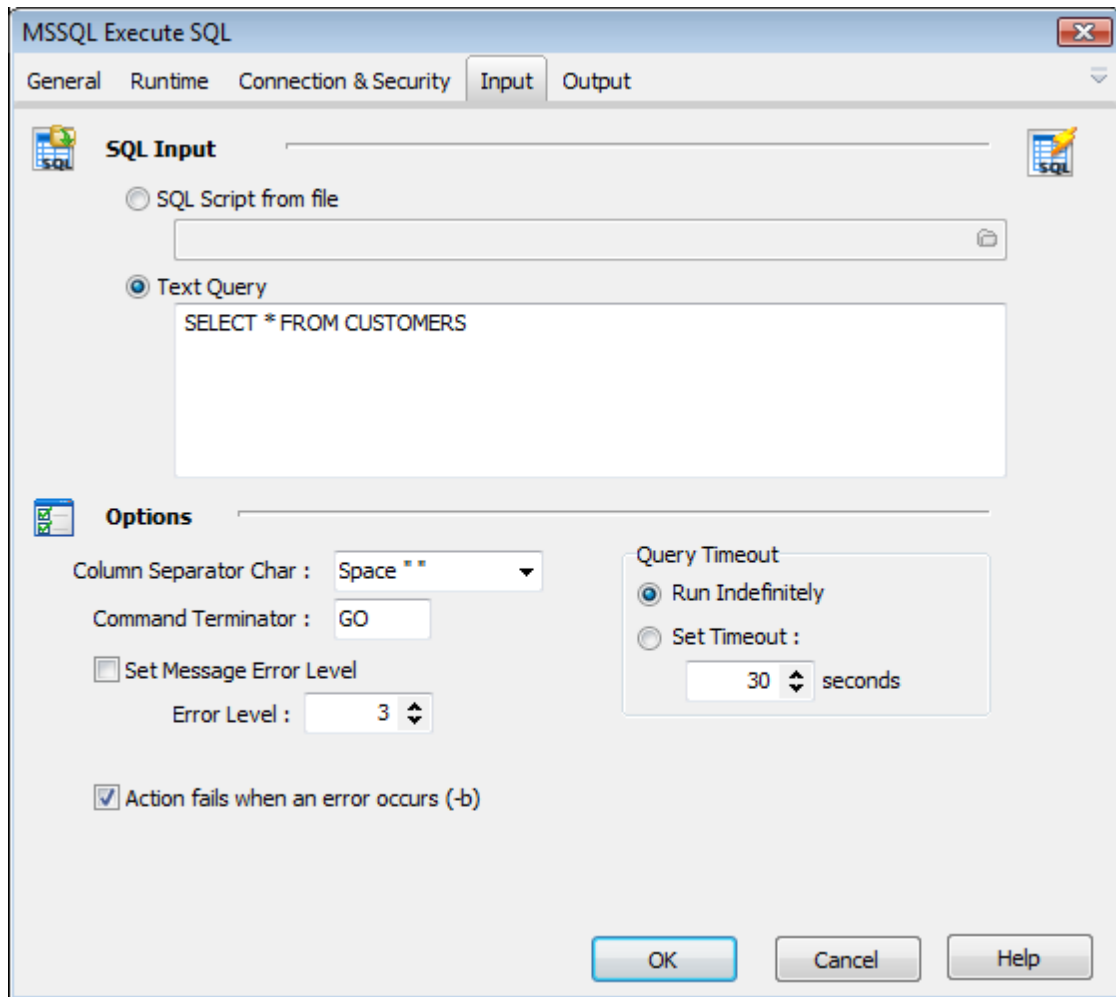 MSSQL Execute SQL
General Runtime Connection & Security Input Output
SQL SQL Input SQL
SQL Script from file
Text Query
SELECT * FROM CUSTOMERS
Options
Query Timeout
Column Separator Char : Space " "
Run Indefinitely
Command Terminator : GO
Set Timeout :
Set Message Error Level
30 seconds
Error Level : 3
Action fails when an error occurs (-b)
OK Cancel Help